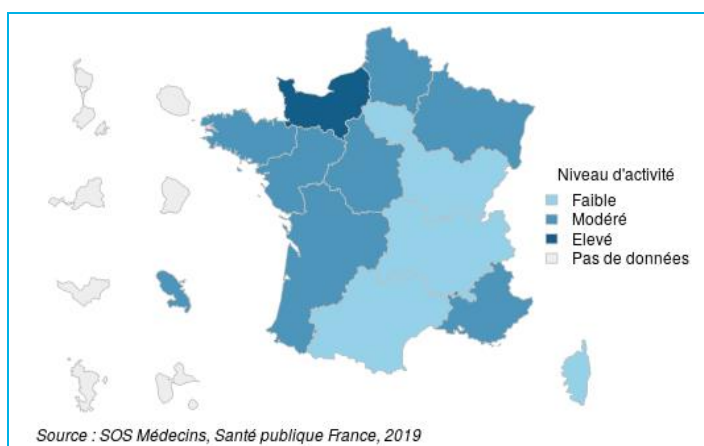 Niveau d'activité
Faible
Modéré
Elevé
Pas de données
Source : SOS Médecins, Santé publique France, 2019